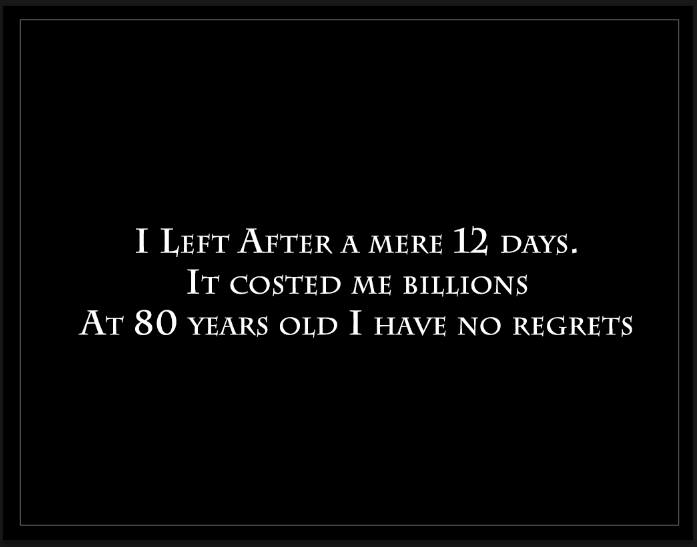 I Left After a mere 12 days.
It costed me billions
At 80 years old I have no regrets